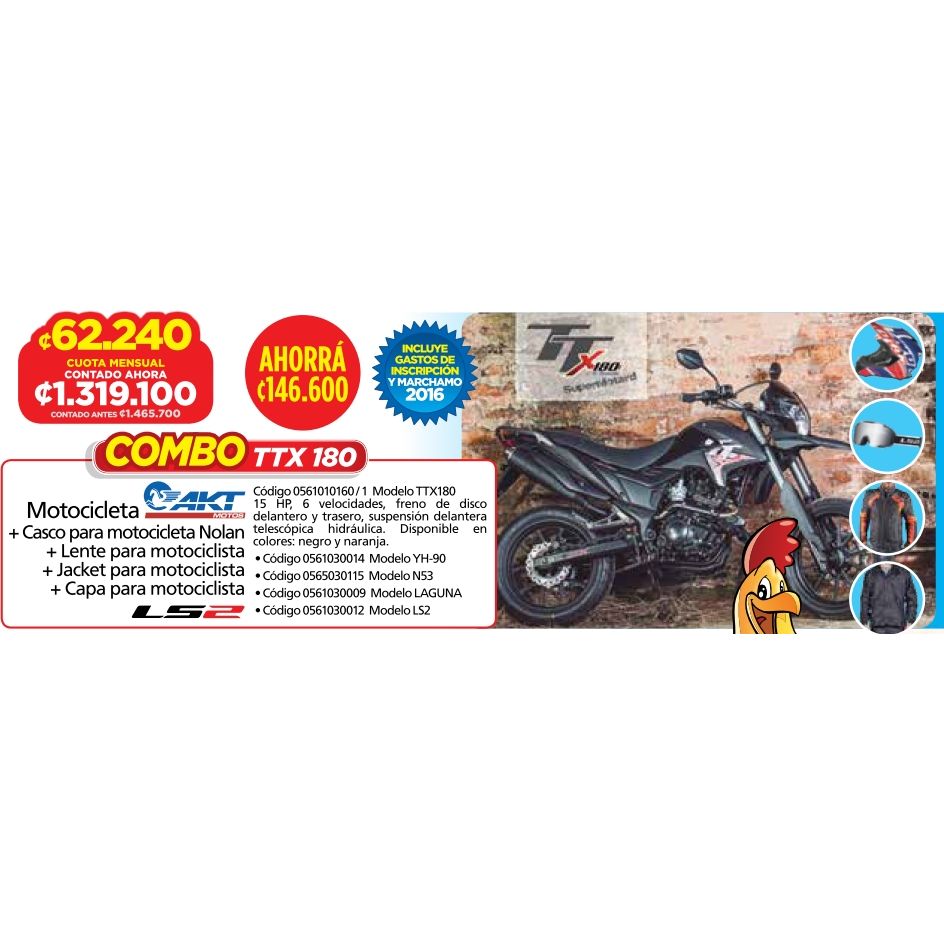 ₡62.240
CUOTA MENSUAL
CONTADO AHORA
₡1.319.100
CONTADO ANTES ₡1.465.700
AHORRÁ
₡146.600
INCLUYE
GASTOS DE
INSCRIPCIÓN
Y MARCHAMO
2016
COMBO TTX 180
Motocicleta AKT
MOTOS
+ Casco para motocicleta Nolan
+ Lente para motociclista
+ Jacket para motociclista
+ Capa para motociclista
LS2
Código 0561010160/1 Modelo TTX180
15 HP, 6 velocidades, freno de disco
delantero y trasero, suspensión delantera
telescópica hidráulica. Disponible en
colores: negro y naranja.
• Código 0561030014 Modelo YH-90
• Código 0565030115 Modelo N53
• Código 0561030009 Modelo LAGUNA
• Código 0561030012 Modelo LS2
TTX180